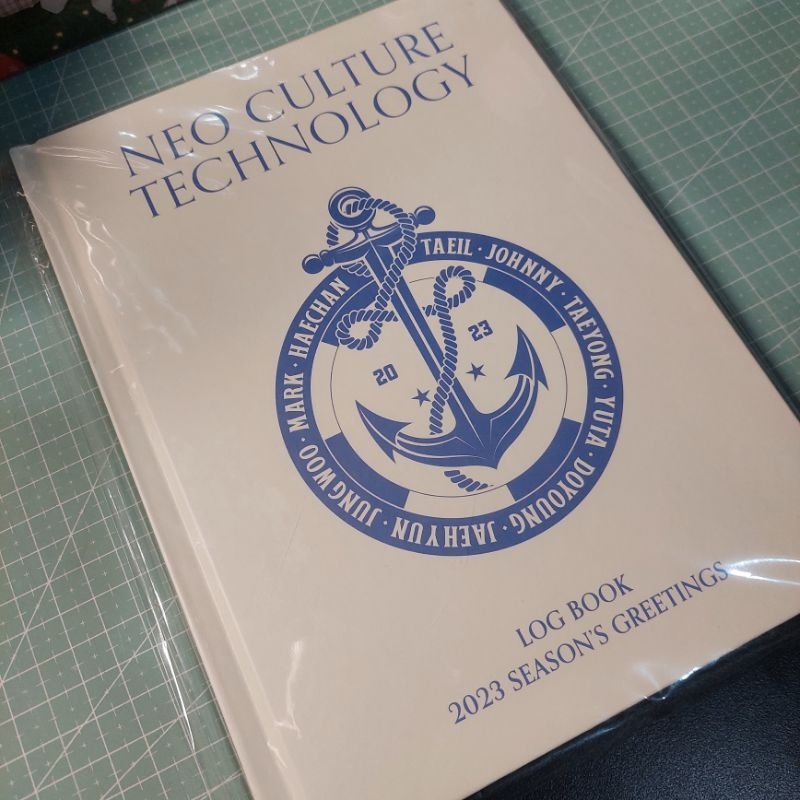 NEO CULTURE
TECHNOLOGY
TAEIL · JOHNNY · TAEYONG · YUTA · DOYOUNG · JAEHYUN · JUNGWOO · MARK · HAECHAN
20 23
LOG BOOK
2023 SEASON'S GREETINGS